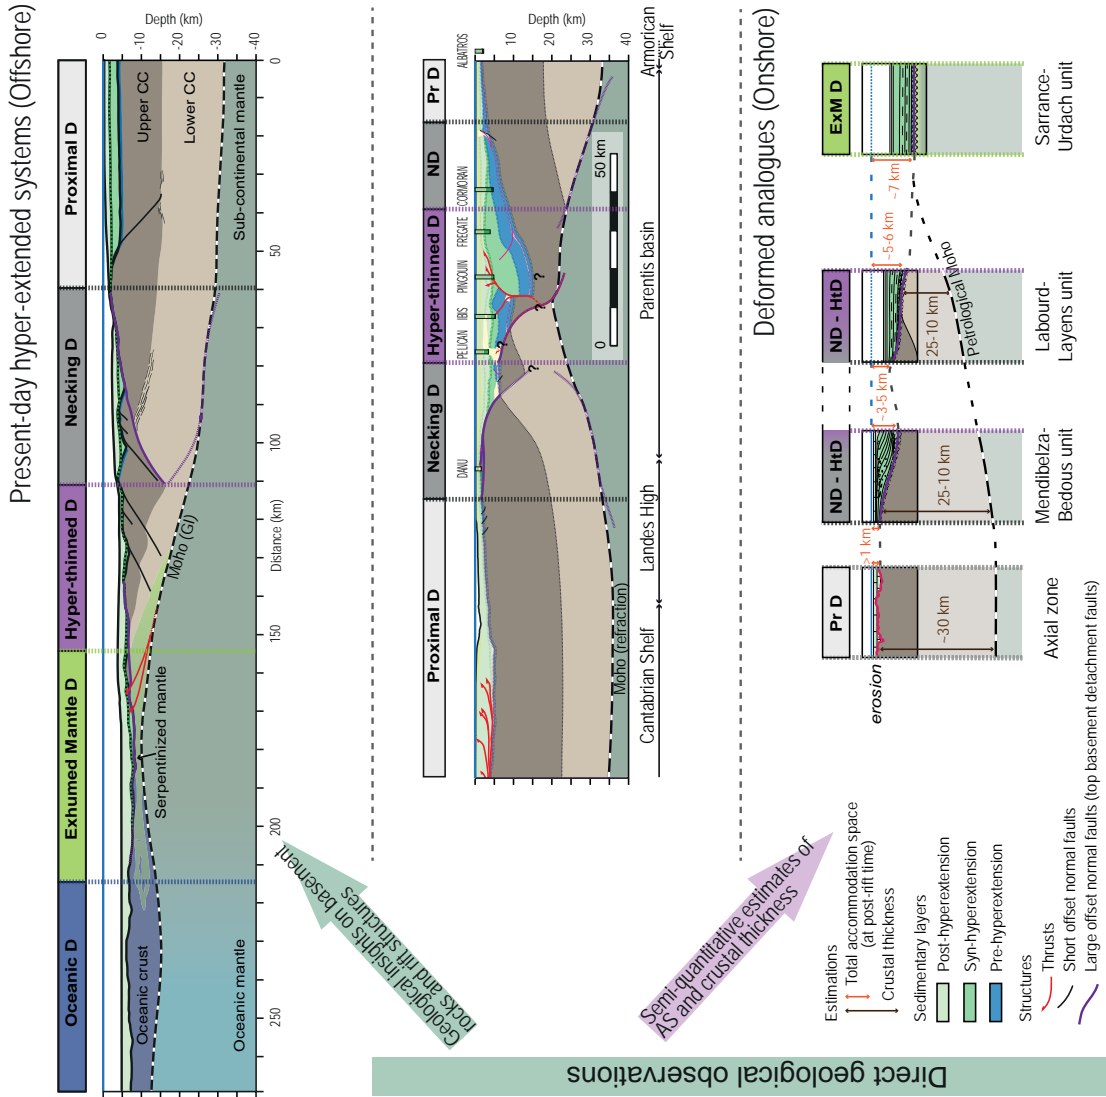 Present-day hyper-extended systems (Offshore)
Oceanic D
Exhumed Mantle D
Hyper-thinned D
Necking D
Proximal D
Depth (km)
0
-10
-20
-30
-40
Oceanic crust
Oceanic mantle
Serpentinized mantle
Moho (GI)
Upper CC
Lower CC
Sub-continental mantle
250
200
150
100
50
0
Distance (km)
Geological insights on basement
rocks and rift structures
Proximal D
Necking D
Hyper-thinned D
ND
Pr D
DANU
PELICAN
IBIS
PINGOUIN
FREGATE
CORMORAN
ALBATROS
Depth (km)
10
20
30
40
?
?
?
?
Moho (refraction)
0
50 km
Cantabrian Shelf
Landes High
Parentis basin
Armorican
Shelf
Deformed analogues (Onshore)
Semi-quantitative estimates of
AS and crustal thickness
Pr D
ND - HtD
ND - HtD
ExM D
erosion
>1 km
~3-5 km
~5-6 km
~7 km
~30 km
25-10 km
25-10 km
Petrological Moho
Axial zone
Mendibelza-
Bedous unit
Labourd-
Layens unit
Sarrance-
Urdach unit
Estimations
Total accommodation space
(at post-rift time)
Crustal thickness
Sedimentary layers
Post-hyperextension
Syn-hyperextension
Pre-hyperextension
Structures
Thrusts
Short offset normal faults
Large offset normal faults (top basement detachment faults)
Direct geological observations